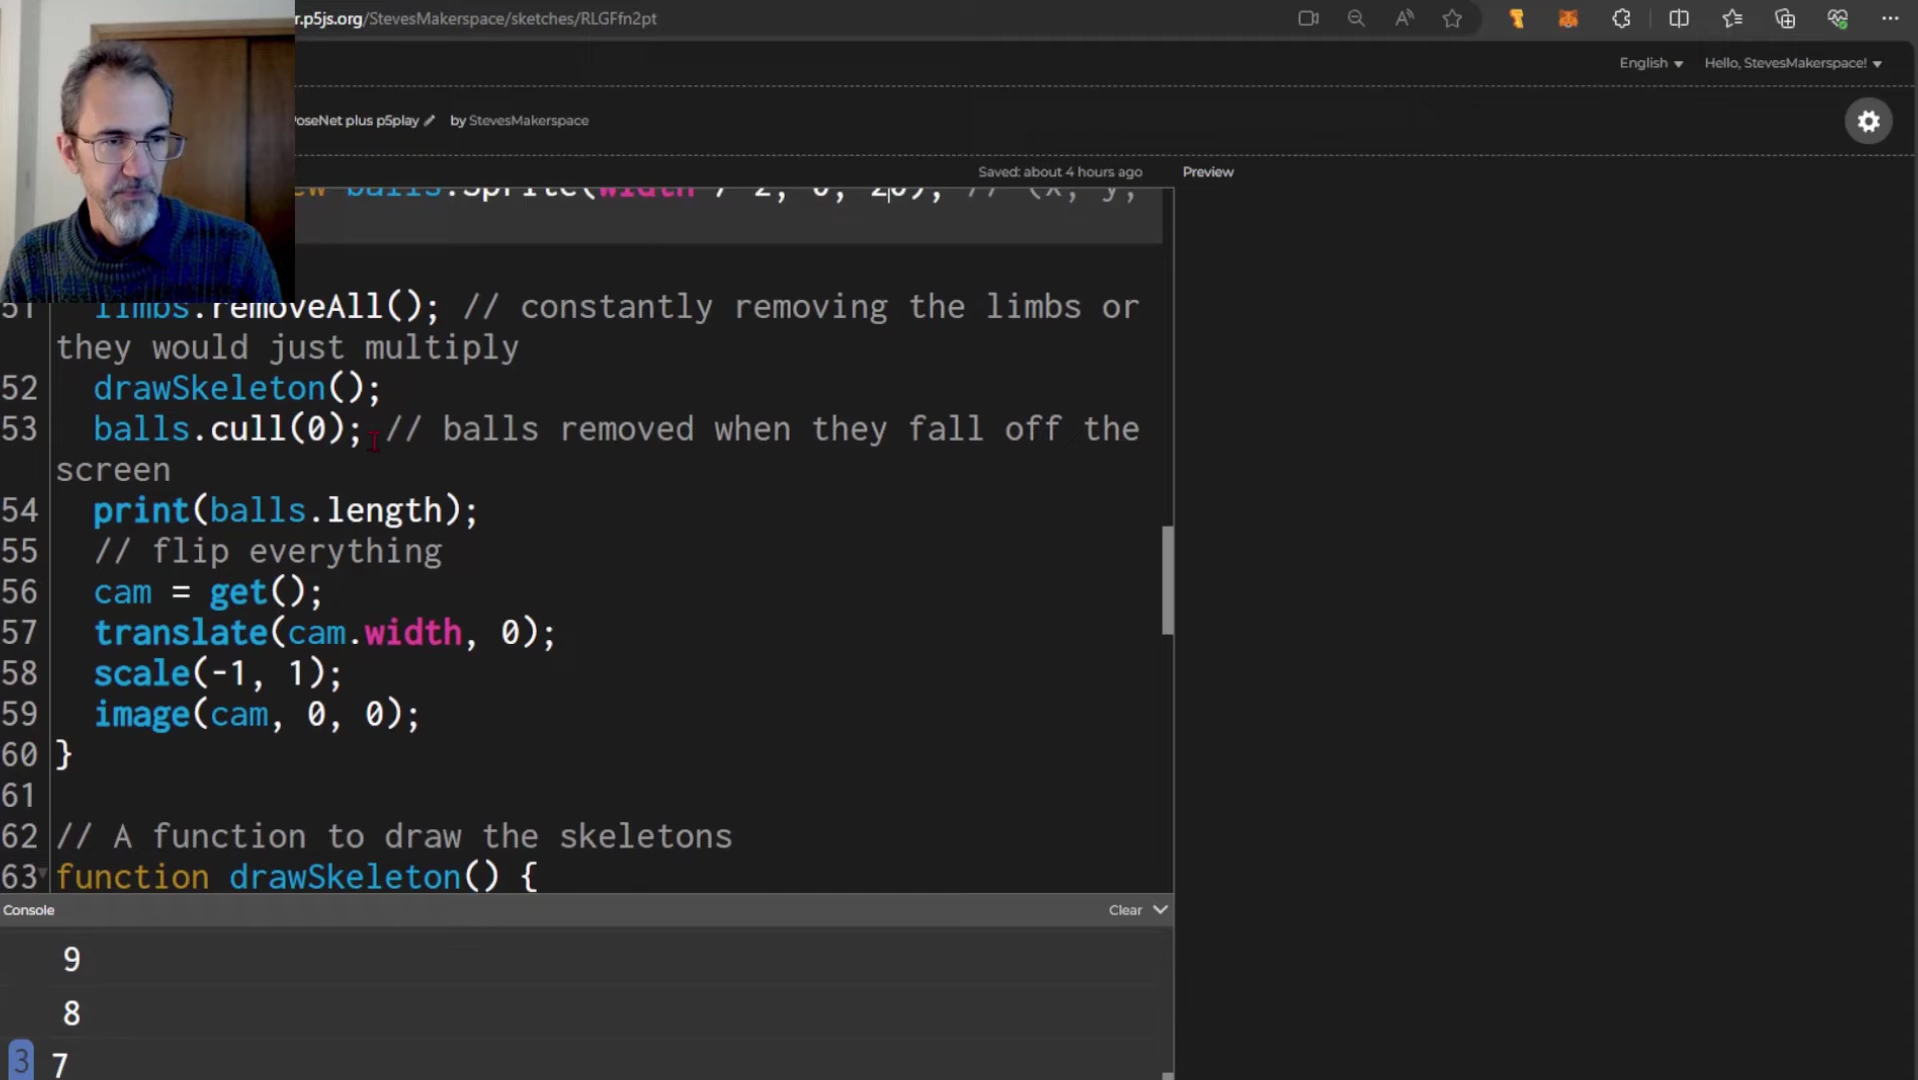 r.p5js.org/StevesMakerspace/sketches/RLGFfn2pt
English Hello, StevesMakerspace!
PoseNet plus p5play by StevesMakerspace
Saved: about 4 hours ago Preview
balls.Sprite(width / 2, 0, 20); // (x, y,
51 limbs.removeAll(); // constantly removing the limbs or
they would just multiply
52 drawSkeleton();
53 balls.cull(0); // balls removed when they fall off the
screen
54 print(balls.length);
55 // flip everything
56 cam = get();
57 translate(cam.width, 0);
58 scale(-1, 1);
59 image(cam, 0, 0);
60 }
61
62 // A function to draw the skeletons
63 function drawSkeleton() {
Console Clear
9
8
3 7